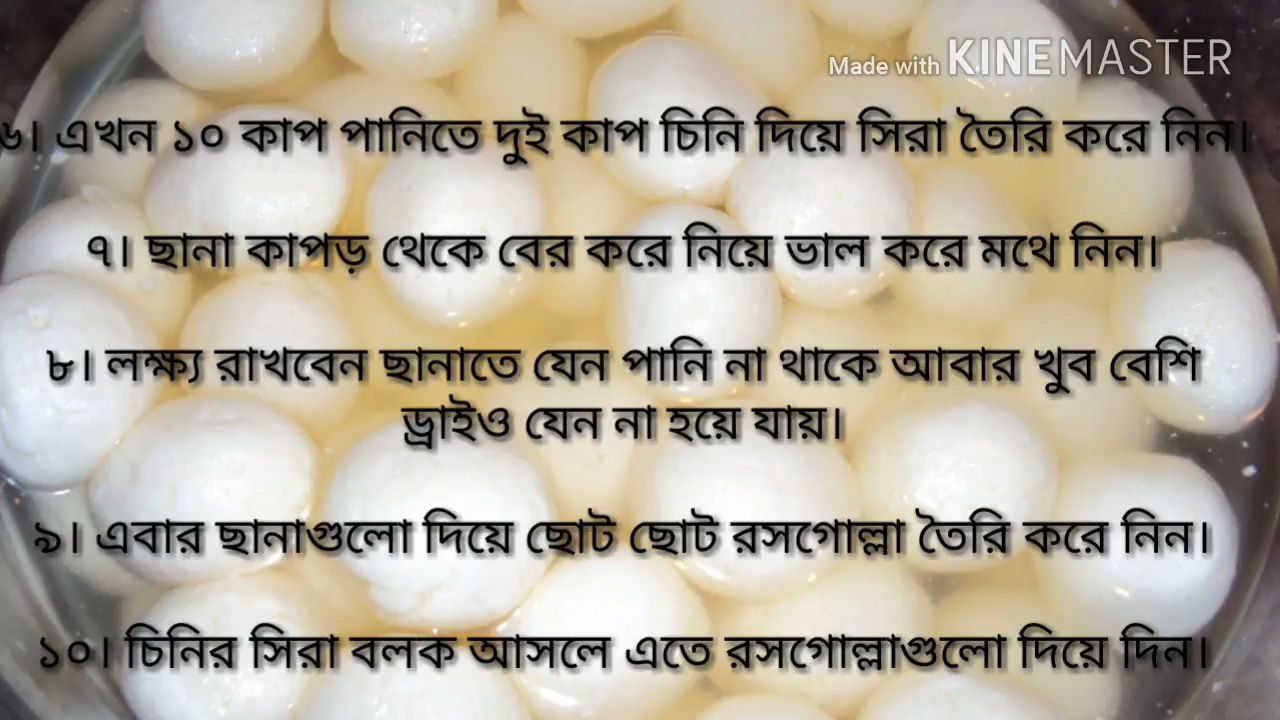 Made with KINEMASTER
৬। এখন ১০ কাপ পানিতে দুই কাপ চিনি দিয়ে সিরা তৈরি করে নিন।
৭। ছানা কাপড় থেকে বের করে নিয়ে ভাল করে মথে নিন।
৮। লক্ষ্য রাখবেন ছানাতে যেন পানি না থাকে আবার খুব বেশি
ড্রাইও যেন না হয়ে যায়।
৯। এবার ছানাগুলো দিয়ে ছোট ছোট রসগোল্লা তৈরি করে নিন।
১০। চিনির সিরা বলক আসলে এতে রসগোল্লাগুলো দিয়ে দিন।